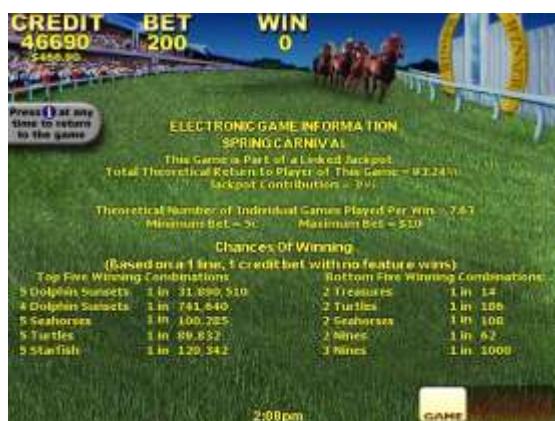 CREDIT BET WIN
46690 200 0
$466.90
Press i at any
time to return
to the game
ELECTRONIC GAME INFORMATION
SPRING CARNIVAL
This Game is Part of a Linked Jackpot
Total Theoretical Return to Player of This Game = 83.24%
Jackpot Contribution = 3%
Theoretical Number of Individual Games Played Per Win = 7.63
Minimum Bet = 5c Maximum Bet = $10
Chances Of Winning
(Based on a 1 line, 1 credit bet with no feature wins)
Top Five Winning Combinations Bottom Five Winning Combinations:
5 Dolphin Sunsets 1 in 31,890,510 2 Treasures 1 in 14
4 Dolphin Sunsets 1 in 741,640 2 Turtles 1 in 186
5 Seahorses 1 in 100,285 2 Seahorses 1 in 108
5 Turtles 1 in 89,832 2 Nines 1 in 62
5 Starfish 1 in 120,342 3 Nines 1 in 1000
2:08pm
GAME